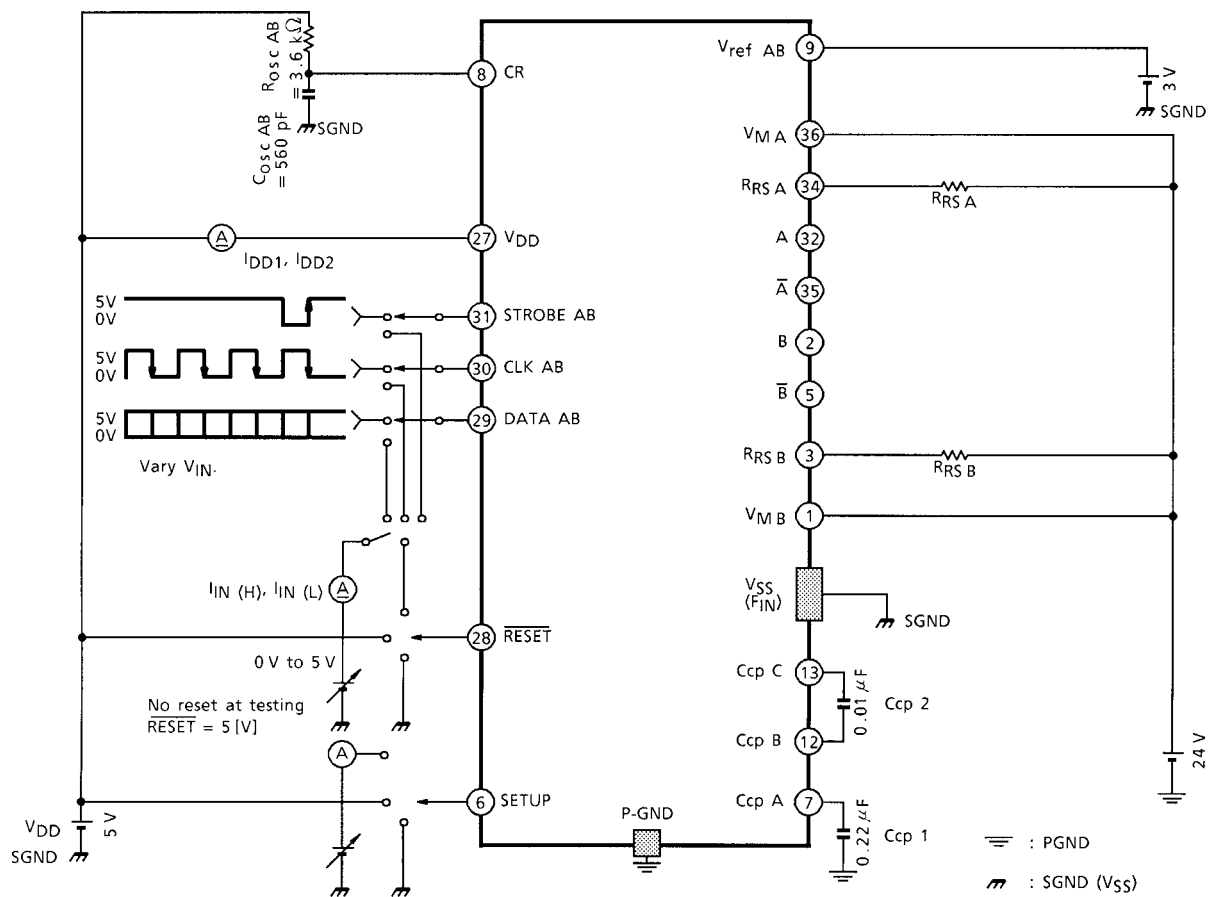 R_osc AB
= 3.6 kΩ
C_osc AB
= 560 pF
SGND
8
CR
A
I_DD1, I_DD2
27
V_DD
5V
0V
31
STROBE AB
5V
0V
30
CLK AB
5V
0V
29
DATA AB
Vary V_IN.
I_IN (H), I_IN (L)
A
28
R̅E̅S̅E̅T̅
0 V to 5 V
No reset at testing
R̅E̅S̅E̅T̅ = 5 [V]
A
6
SETUP
V_DD
5 V
SGND
P-GND
V_ref AB
9
3 V
SGND
V_M A
36
R_RS A
34
R_RS A
A
32
A̅
35
B
2
B̅
5
R_RS B
3
R_RS B
V_M B
1
V_SS
(F_IN)
SGND
Ccp C
13
0.01 μF
Ccp 2
Ccp B
12
Ccp A
7
0.22 μF
Ccp 1
24 V
: PGND
: SGND (V_SS)